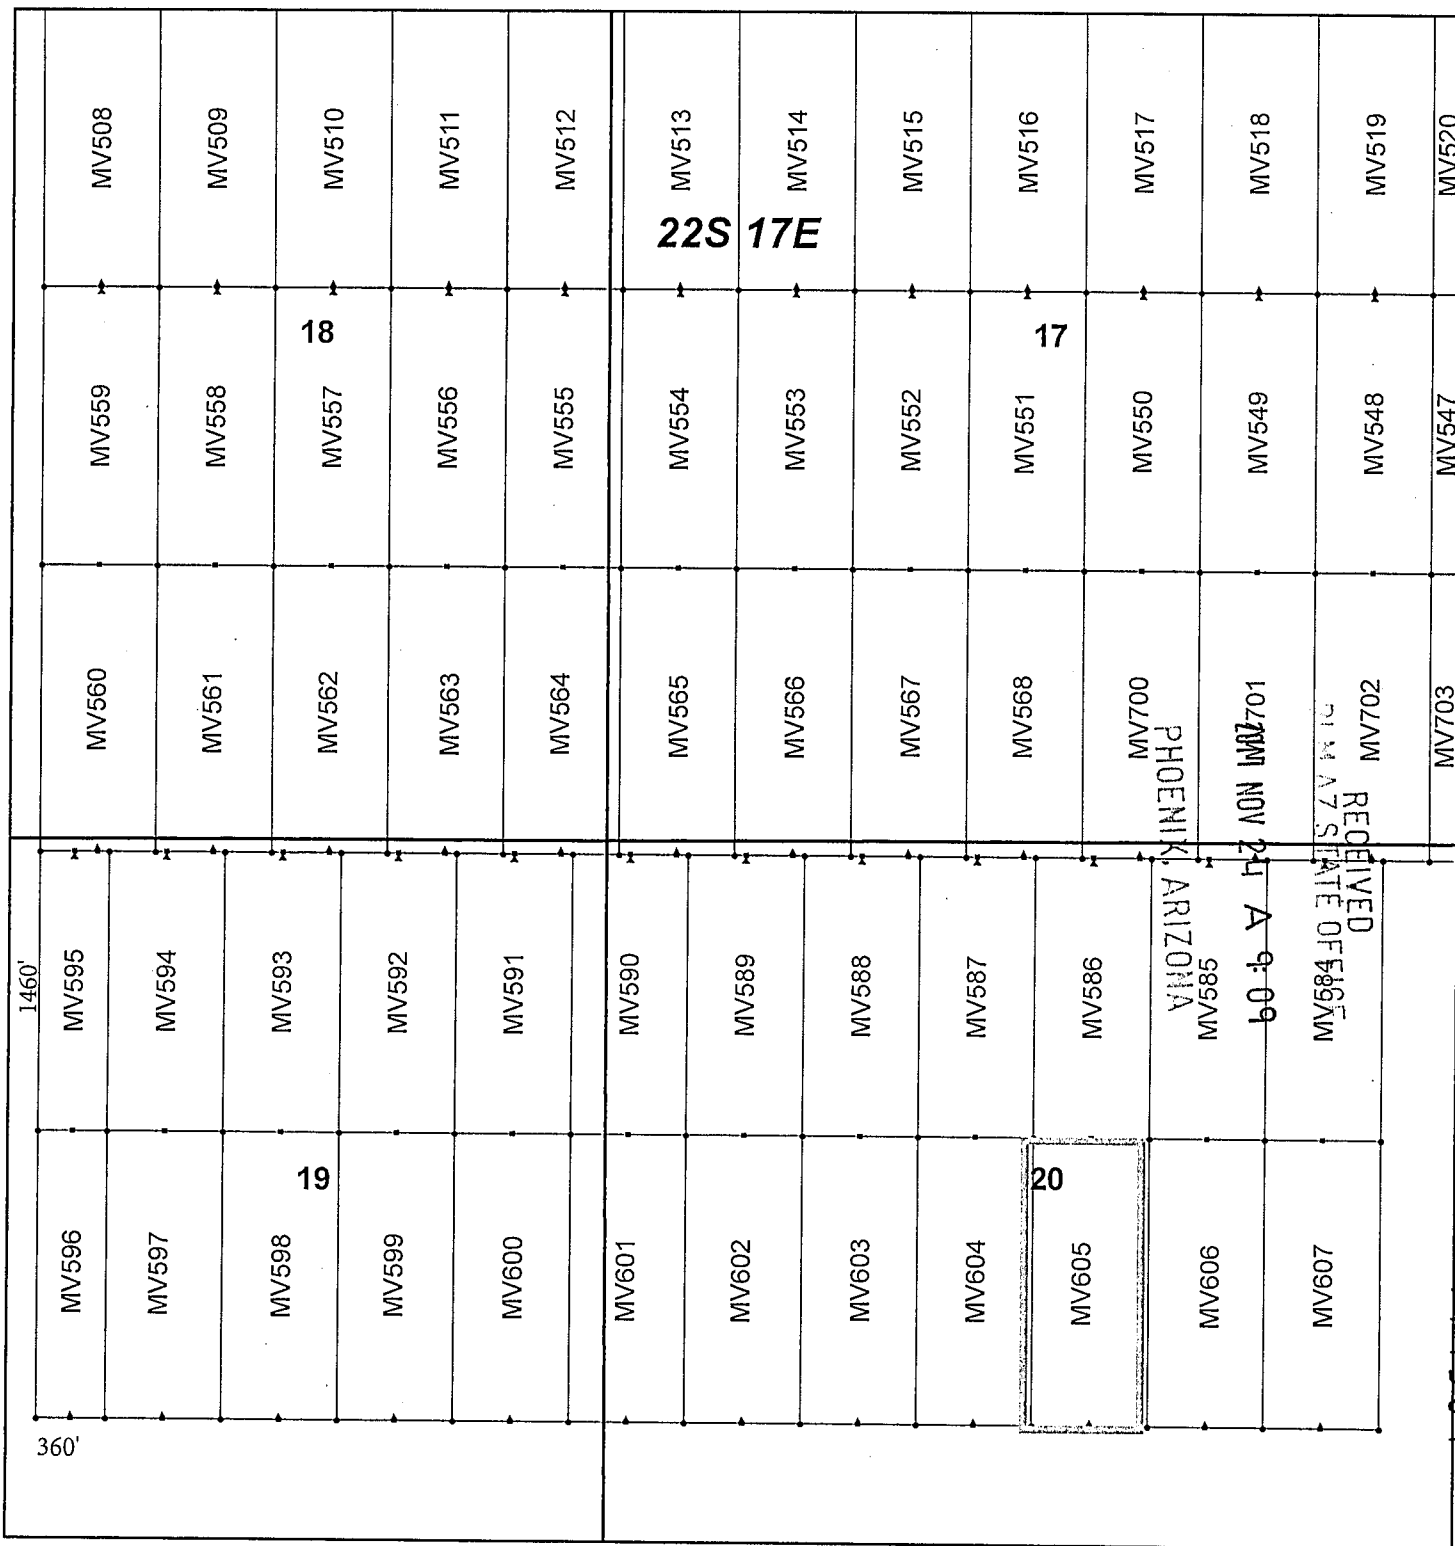 MV508 MV509 MV510 MV511 MV512 MV513 MV514 MV515 MV516 MV517 MV518 MV519 MV520
22S 17E
18 17
MV559 MV558 MV557 MV556 MV555 MV554 MV553 MV552 MV551 MV550 MV549 MV548 MV547
MV560 MV561 MV562 MV563 MV564 MV565 MV566 MV567 MV568 MV700 MV701 MV702 MV703
RECEIVED
STATE OFFICE
NOV 24 A 9:09
PHOENIX, ARIZONA
1460'
MV595 MV594 MV593 MV592 MV591 MV590 MV589 MV588 MV587 MV586 MV585 MV584
19 20
MV596 MV597 MV598 MV599 MV600 MV601 MV602 MV603 MV604 MV605 MV606 MV607
360'